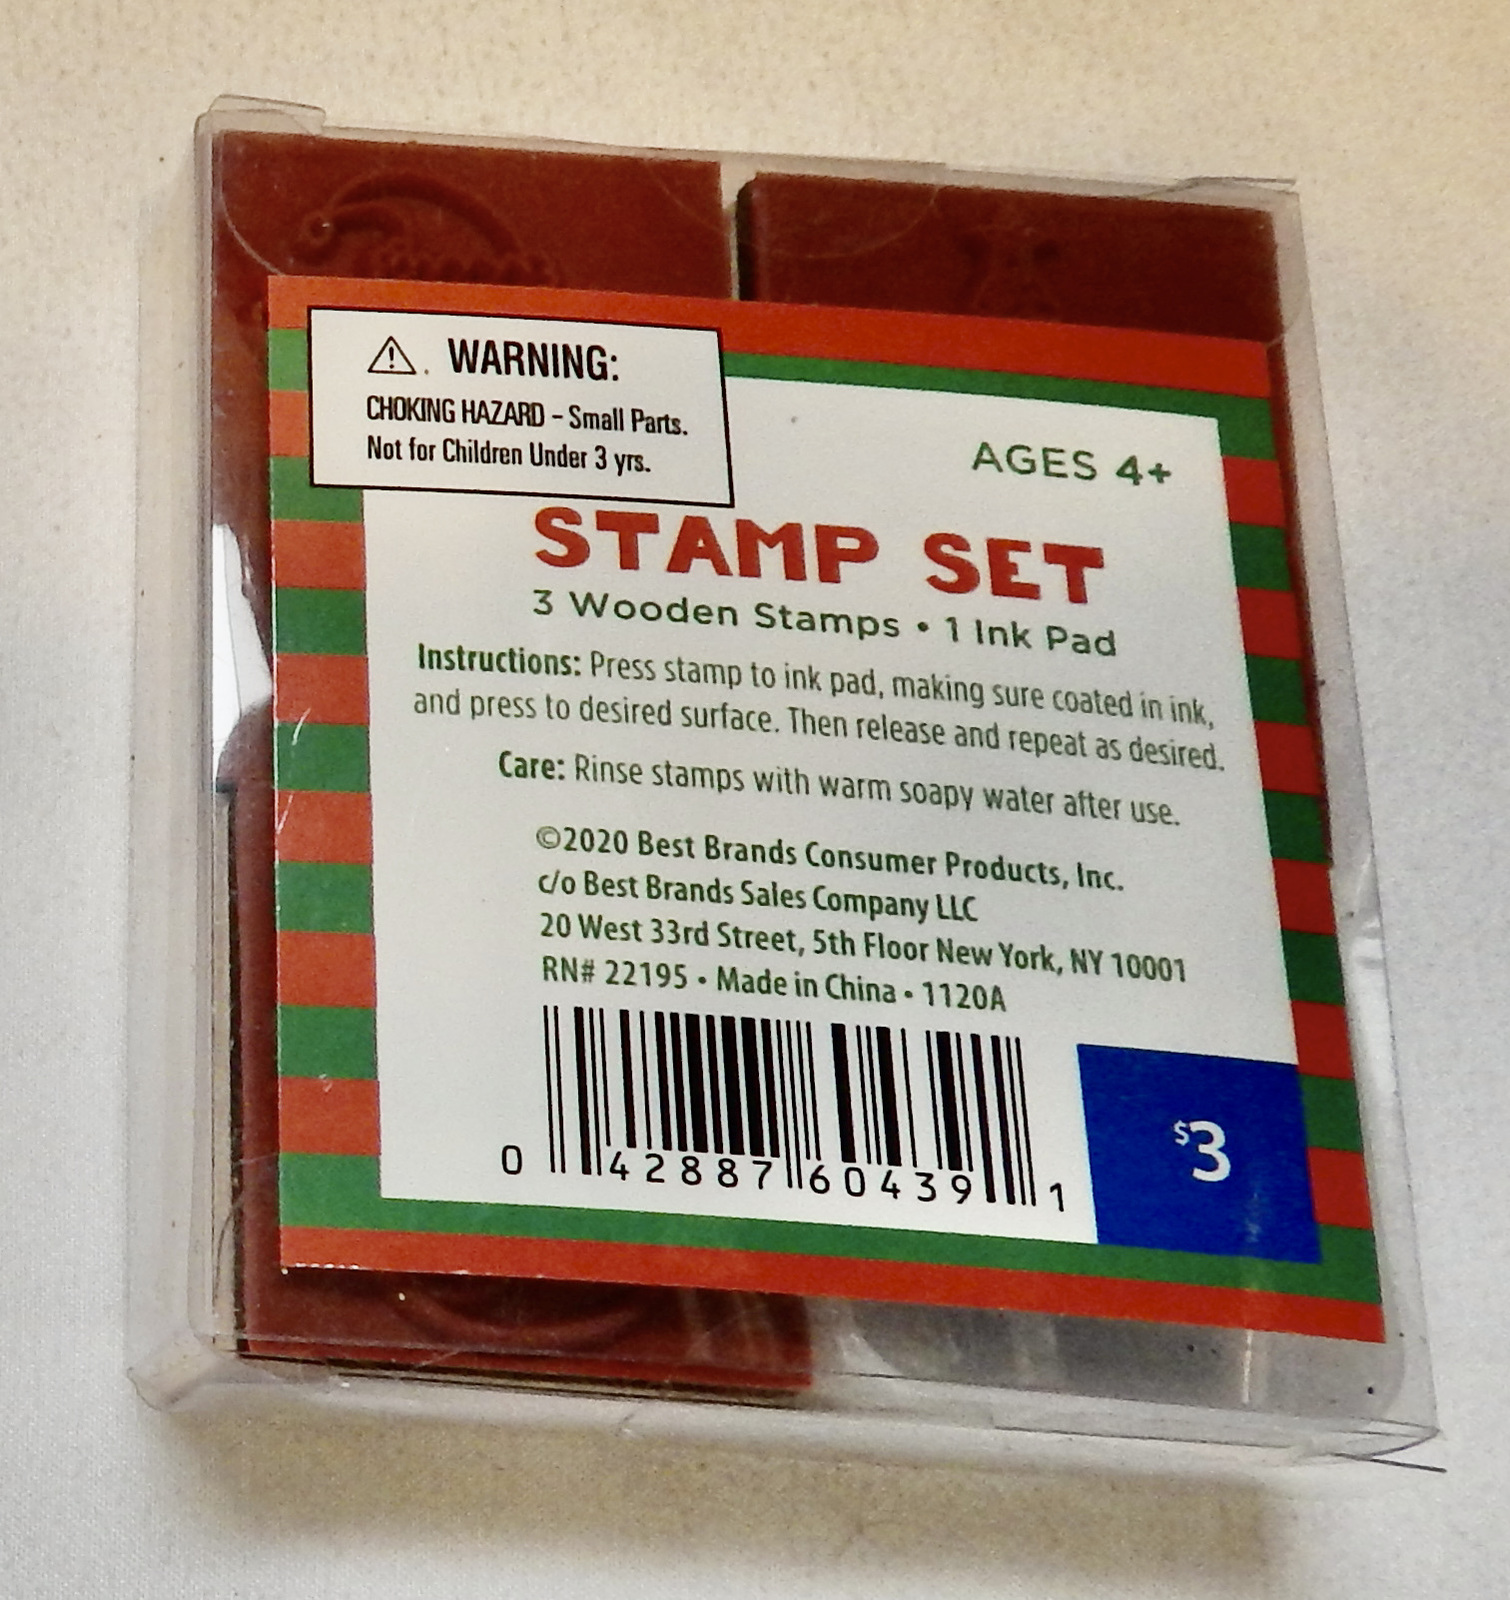 ⚠. WARNING:
CHOKING HAZARD – Small Parts.
Not for Children Under 3 yrs.
AGES 4+
STAMP SET
3 Wooden Stamps • 1 Ink Pad
Instructions: Press stamp to ink pad, making sure coated in ink,
and press to desired surface. Then release and repeat as desired.
Care: Rinse stamps with warm soapy water after use.
©2020 Best Brands Consumer Products, Inc.
c/o Best Brands Sales Company LLC
20 West 33rd Street, 5th Floor New York, NY 10001
RN# 22195 • Made in China • 1120A
0 42887 60439 1
$3